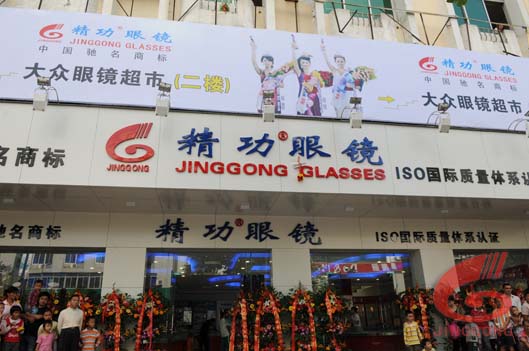 精功眼镜
JINGGONG GLASSES
中国驰名商标
大众眼镜超市(二楼)
精功眼镜
JINGGONG GLASSES
中国驰名商标
大众眼镜超市
名商标
JINGGONG
精功®眼镜
JINGGONG GLASSES
ISO国际质量体系认
名商标
精功®眼镜
ISO国际质量体系认证
JINGGONG